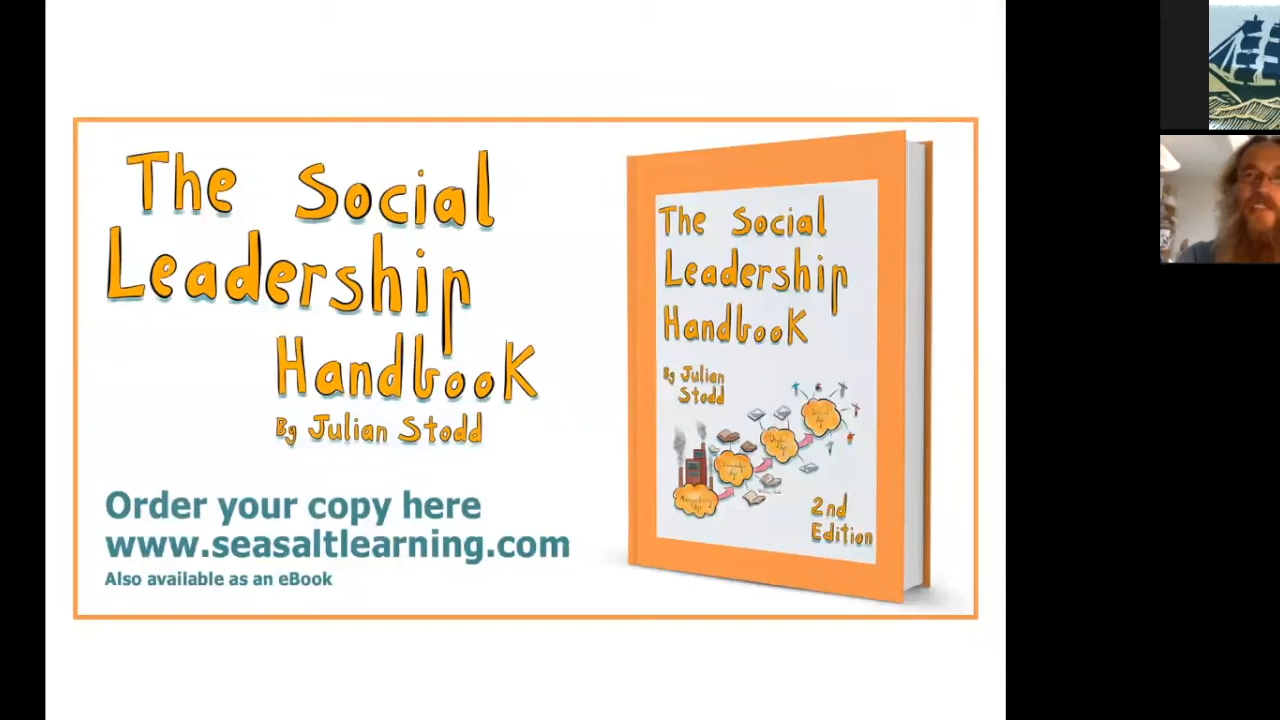 The Social
Leadership
Handbook
By Julian Stodd
Order your copy here
www.seasaltlearning.com
Also available as an eBook
The Social
Leadership
Handbook
By Julian
Stodd
2nd
Edition